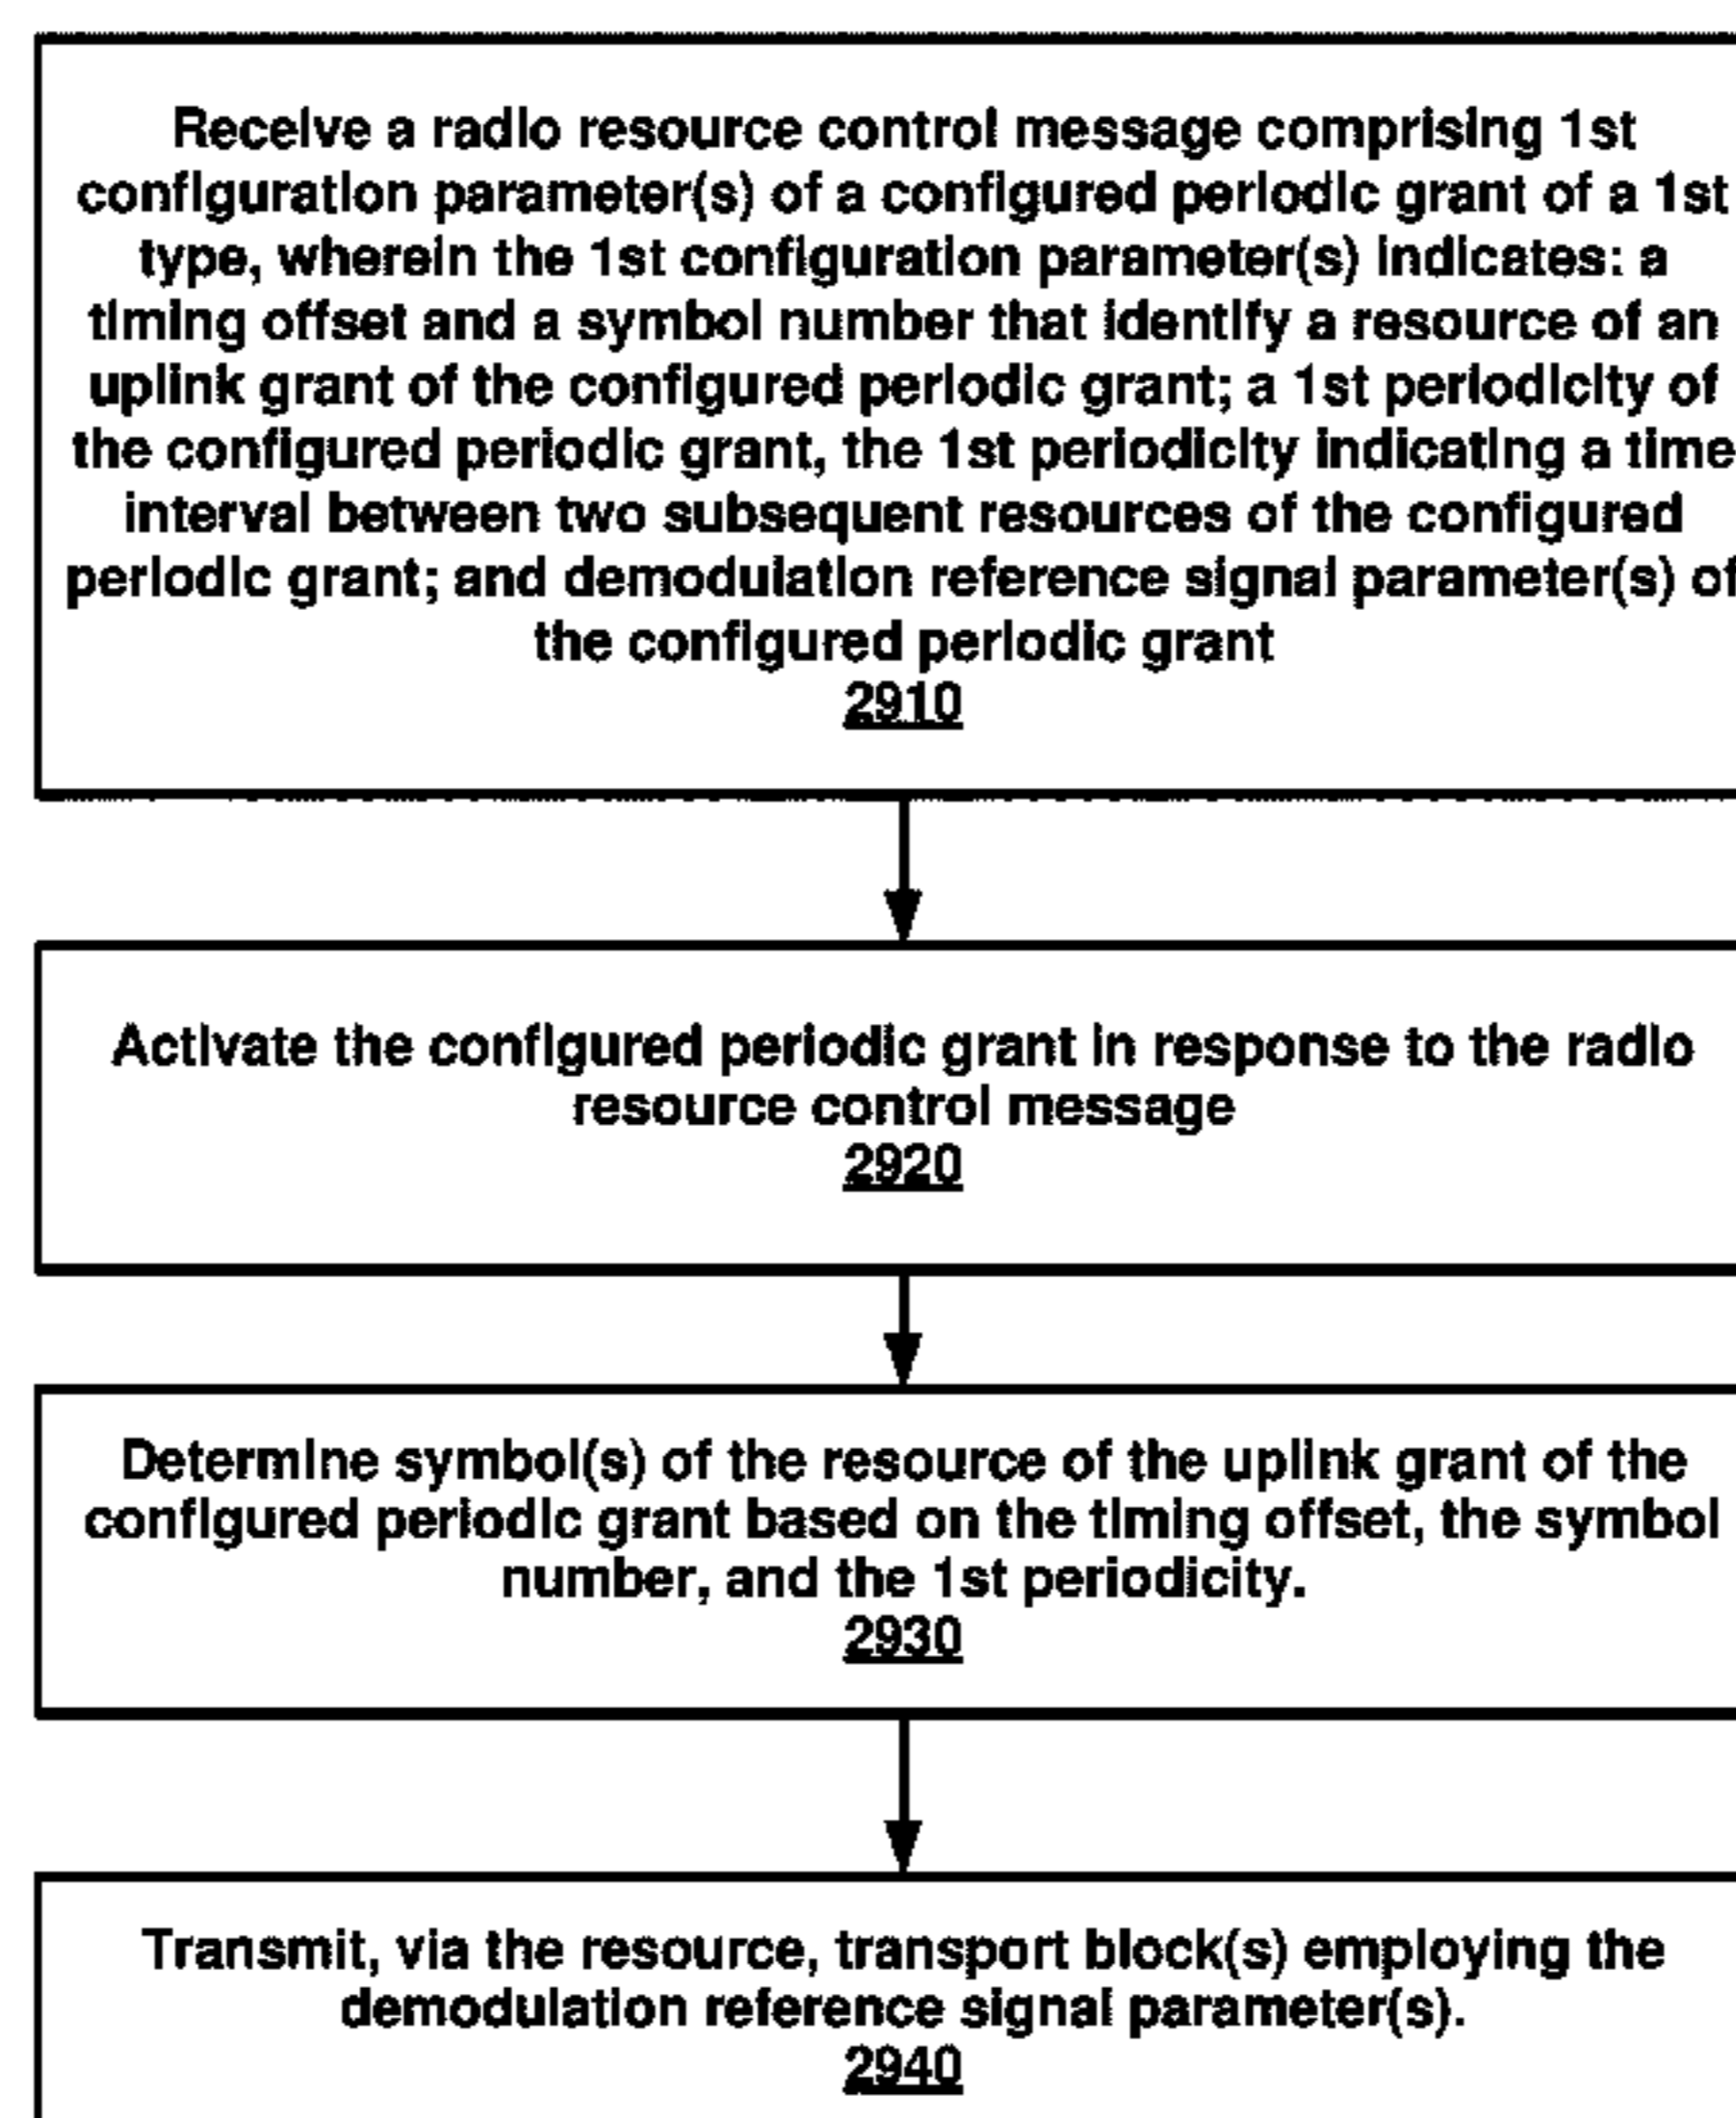 Receive a radio resource control message comprising 1st
configuration parameter(s) of a configured periodic grant of a 1st
type, wherein the 1st configuration parameter(s) indicates: a
timing offset and a symbol number that identify a resource of an
uplink grant of the configured periodic grant; a 1st periodicity of
the configured periodic grant, the 1st periodicity indicating a time
interval between two subsequent resources of the configured
periodic grant; and demodulation reference signal parameter(s) of
the configured periodic grant
2910
Activate the configured periodic grant in response to the radio
resource control message
2920
Determine symbol(s) of the resource of the uplink grant of the
configured periodic grant based on the timing offset, the symbol
number, and the 1st periodicity.
2930
Transmit, via the resource, transport block(s) employing the
demodulation reference signal parameter(s).
2940